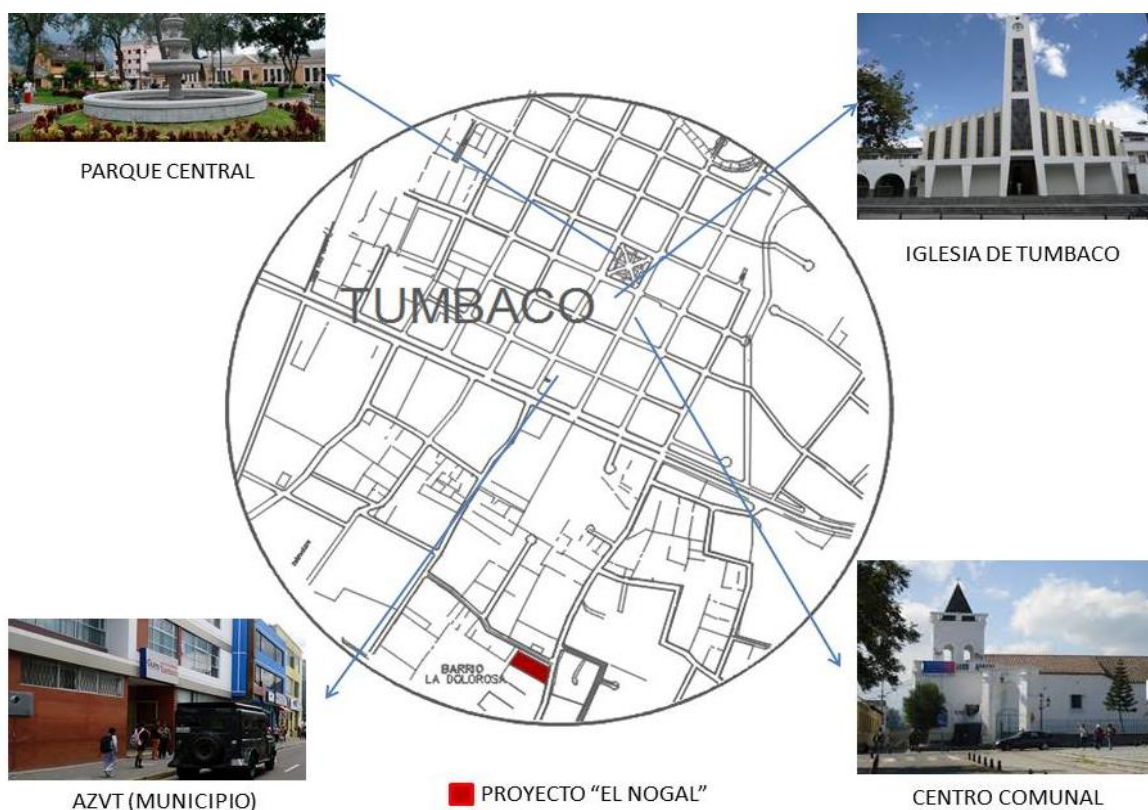 PARQUE CENTRAL
IGLESIA DE TUMBACO
TUMBACO
BARRIO
LA DOLOROSA
AZVT (MUNICIPIO)
PROYECTO “EL NOGAL”
CENTRO COMUNAL